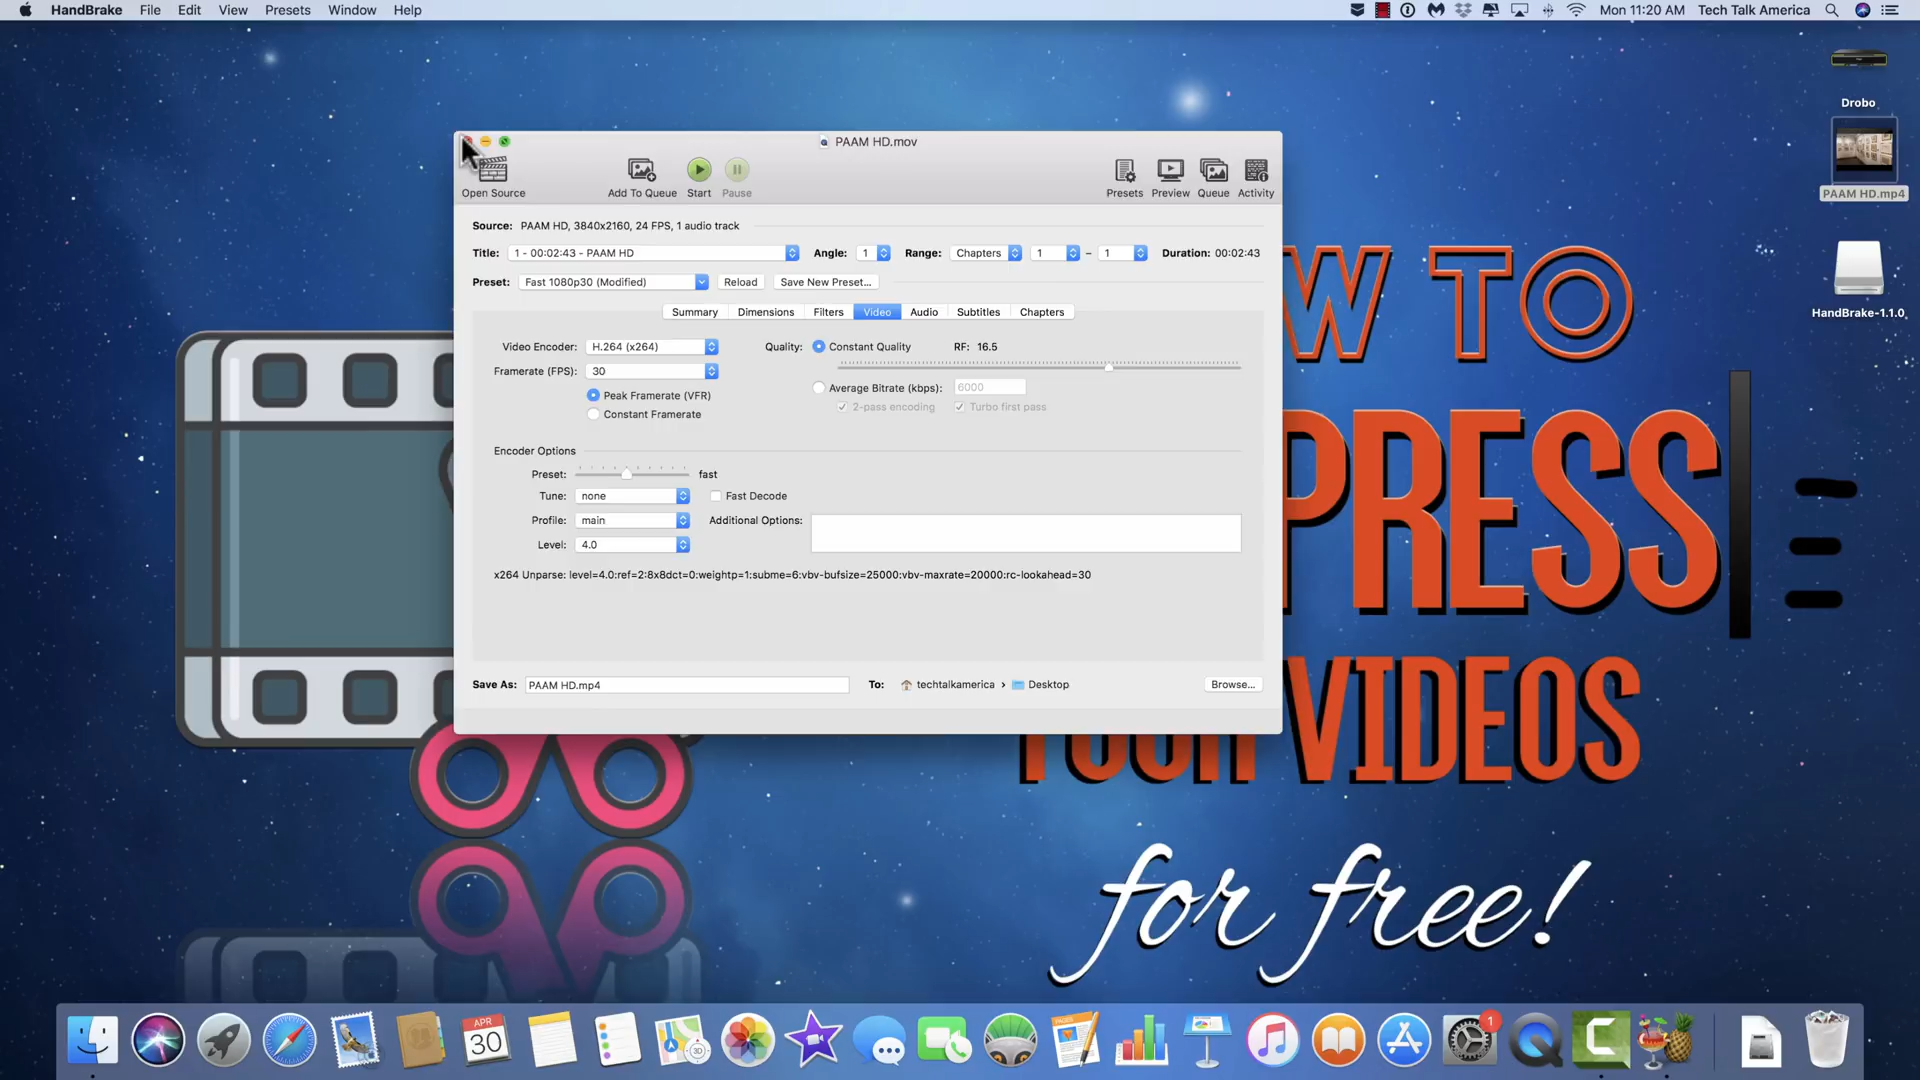 HandBrake File Edit View Presets Window Help Mon 11:20 AM Tech Talk America
PAAM HD.mov
Open Source Add To Queue Start Pause Presets Preview Queue Activity
Source: PAAM HD, 3840x2160, 24 FPS, 1 audio track
Title: 1 - 00:02:43 - PAAM HD Angle: 1 Range: Chapters 1 – 1 Duration: 00:02:43
Preset: Fast 1080p30 (Modified) Reload Save New Preset...
Summary Dimensions Filters Video Audio Subtitles Chapters
Video Encoder: H.264 (x264) Quality: Constant Quality RF: 16.5
Framerate (FPS): 30
Peak Framerate (VFR) Average Bitrate (kbps): 6000
Constant Framerate 2-pass encoding Turbo first pass
Encoder Options
Preset: fast
Tune: none Fast Decode
Profile: main Additional Options:
Level: 4.0
x264 Unparse: level=4.0:ref=2:8x8dct=0:weightp=1:subme=6:vbv-bufsize=25000:vbv-maxrate=20000:rc-lookahead=30
Save As: PAAM HD.mp4 To: techtalkamerica › Desktop Browse...
Drobo
PAAM HD.mp4
HandBrake-1.1.0
W TO
PRESS
YOUR VIDEOS
for free!
APR
30
1